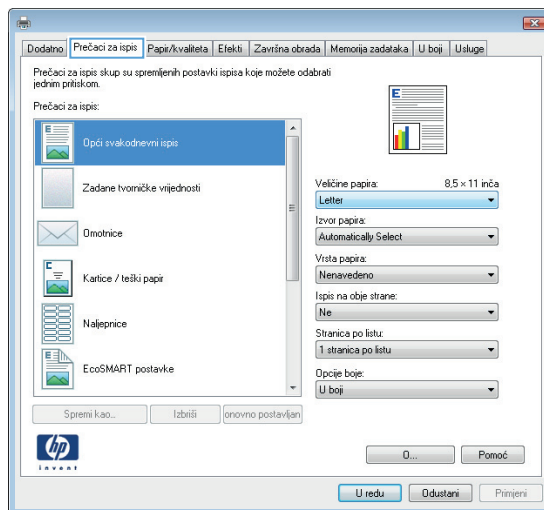 Dodatno Prečaci za ispis Papir/kvaliteta Efekti Završna obrada Memorija zadataka U boji Usluge
Prečaci za ispis skup su spremljenih postavki ispisa koje možete odabrati
jednim pritiskom.
Prečaci za ispis:
Opći svakodnevni ispis
Zadane tvorničke vrijednosti
Omotnice
Kartice / teški papir
Naljepnice
EcoSMART postavke
Spremi kao... Izbriši onovno postavljan
Veličine papira: 8,5 × 11 inča
Letter
Izvor papira:
Automatically Select
Vrsta papira:
Nenavedeno
Ispis na obje strane:
Ne
Stranica po listu:
1 stranica po listu
Opcije boje:
U boji
hp
invent
O... Pomoć
U redu Odustani Primijeni